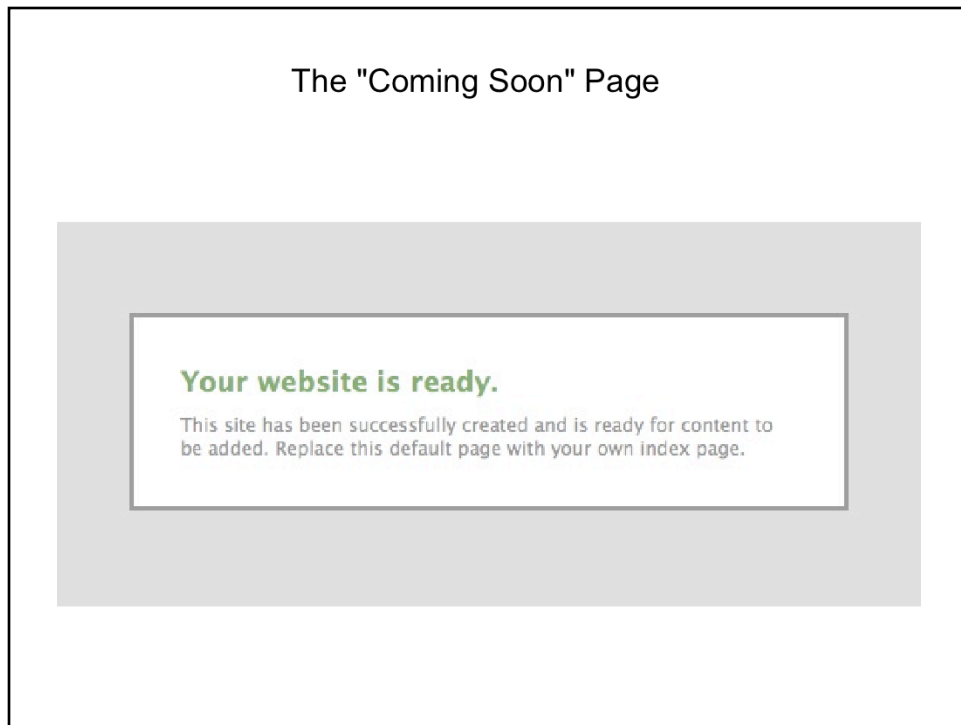 The "Coming Soon" Page
Your website is ready.
This site has been successfully created and is ready for content to
be added. Replace this default page with your own index page.